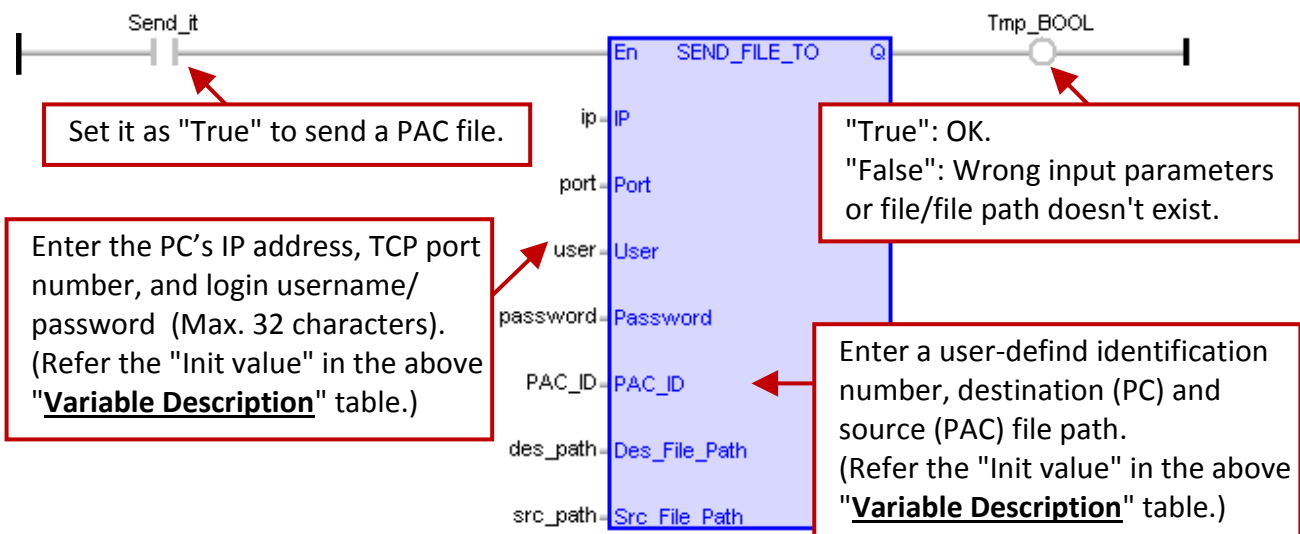 Send_it
Tmp_BOOL
En SEND_FILE_TO Q
Set it as "True" to send a PAC file.
"True": OK.
"False": Wrong input parameters
or file/file path doesn't exist.
ip IP
port Port
Enter the PC’s IP address, TCP port
number, and login username/
password (Max. 32 characters).
(Refer the "Init value" in the above
"Variable Description" table.)
user User
password Password
PAC_ID PAC_ID
Enter a user-defind identification
number, destination (PC) and
source (PAC) file path.
(Refer the "Init value" in the above
"Variable Description" table.)
des_path Des_File_Path
src_path Src_File_Path